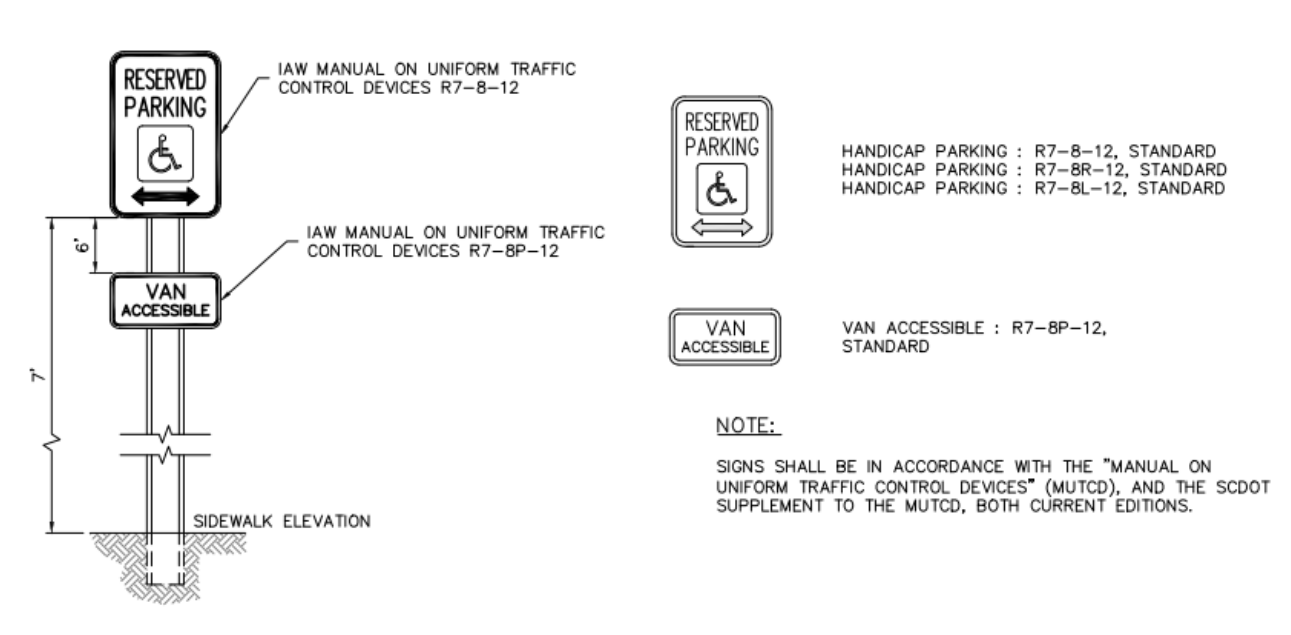 RESERVED
PARKING
IAW MANUAL ON UNIFORM TRAFFIC
CONTROL DEVICES R7-8-12
6'
IAW MANUAL ON UNIFORM TRAFFIC
CONTROL DEVICES R7-8P-12
VAN
ACCESSIBLE
7'
SIDEWALK ELEVATION
RESERVED
PARKING
HANDICAP PARKING : R7-8-12, STANDARD
HANDICAP PARKING : R7-8R-12, STANDARD
HANDICAP PARKING : R7-8L-12, STANDARD
VAN
ACCESSIBLE
VAN ACCESSIBLE : R7-8P-12,
STANDARD
NOTE:
SIGNS SHALL BE IN ACCORDANCE WITH THE "MANUAL ON
UNIFORM TRAFFIC CONTROL DEVICES" (MUTCD), AND THE SCDOT
SUPPLEMENT TO THE MUTCD, BOTH CURRENT EDITIONS.